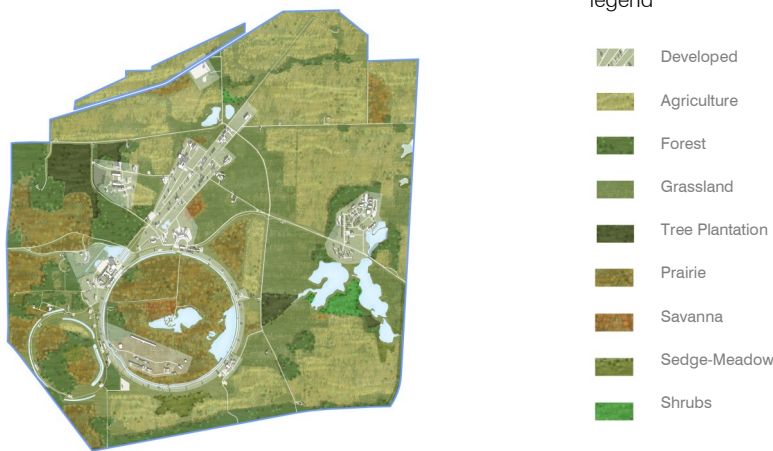 legend
Developed
Agriculture
Forest
Grassland
Tree Plantation
Prairie
Savanna
Sedge-Meadow
Shrubs